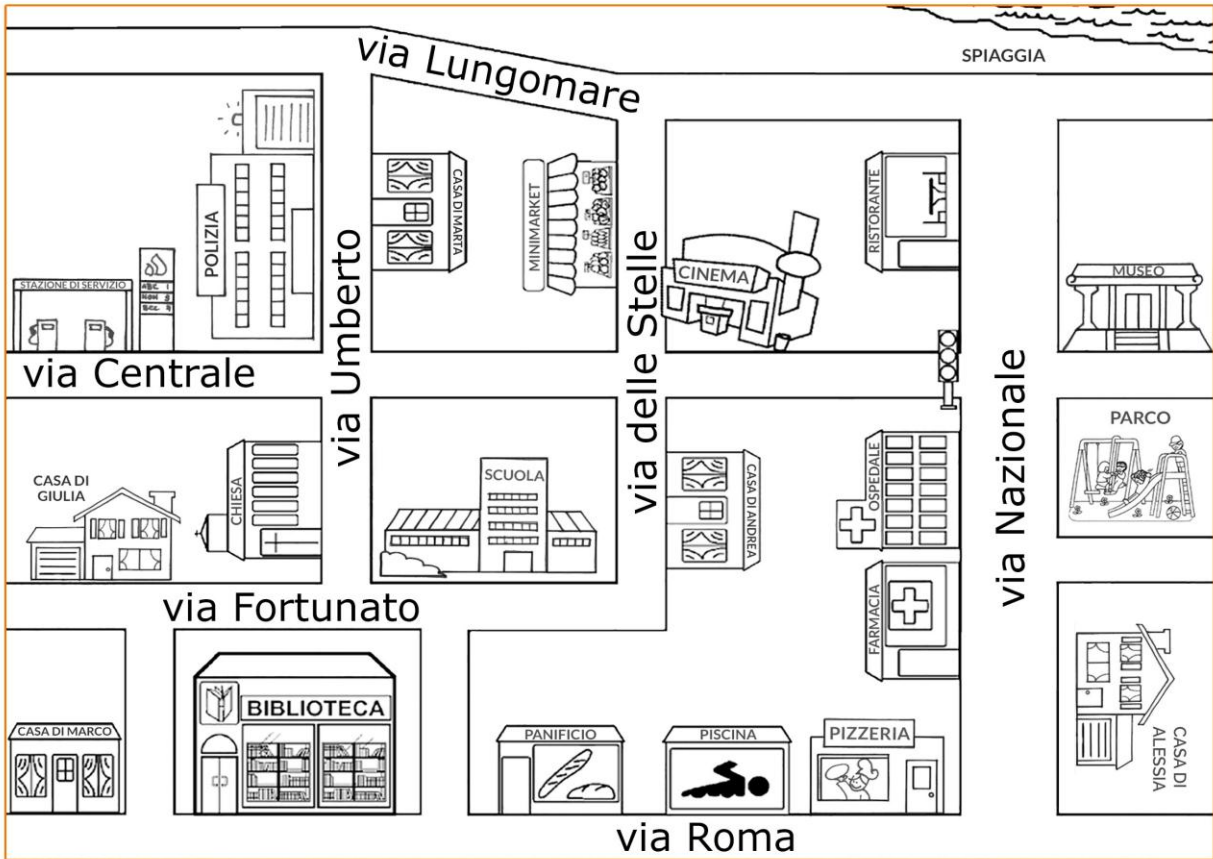 via Lungomare
SPIAGGIA
POLIZIA
STAZIONE DI SERVIZIO
via Umberto
CASA DI MARTA
MINIMARKET
via delle Stelle
CINEMA
RISTORANTE
MUSEO
via Centrale
via Nazionale
CASA DI
GIULIA
CHIESA
SCUOLA
CASA DI ANDREA
OSPEDALE
PARCO
via Fortunato
FARMACIA
CASA DI MARCO
BIBLIOTECA
PANIFICIO
PISCINA
PIZZERIA
CASA DI
ALESSIA
via Roma